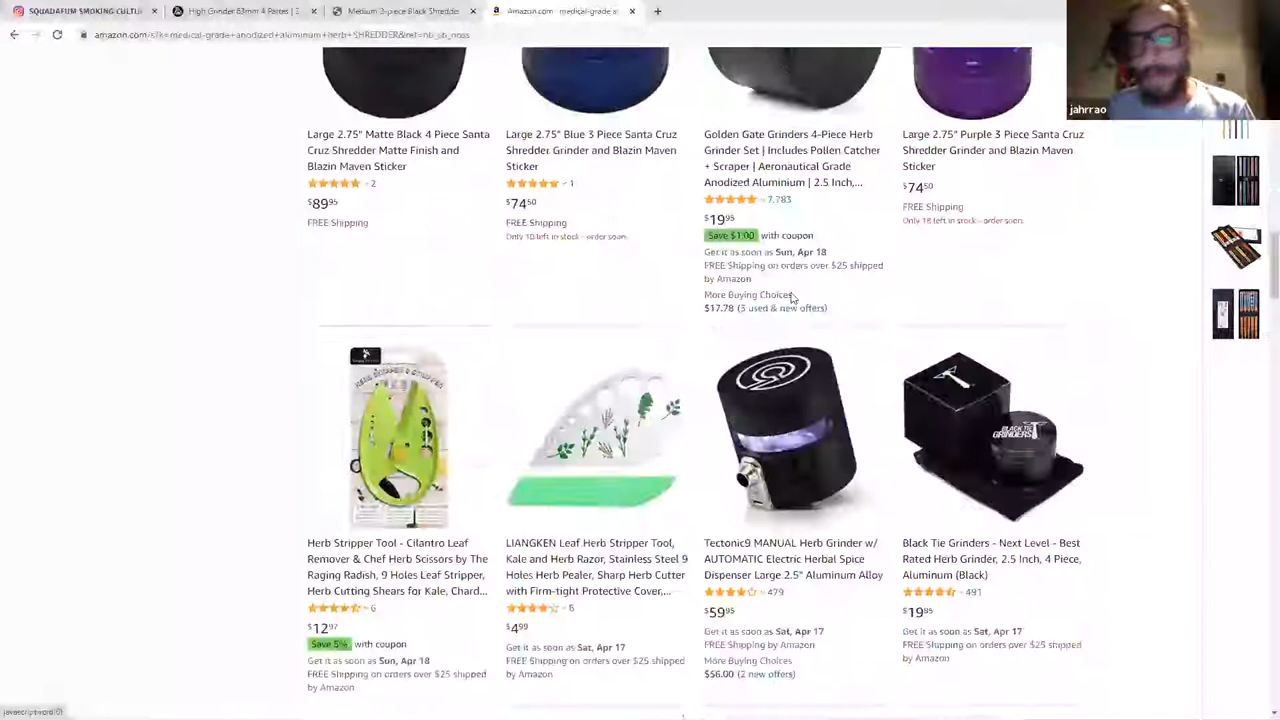 SQUADAFUM SMOKING CULTU
High Grinder 63mm 4 Partes | 
Medium 3-piece Black Shredder
Amazon.com : medical-grade a
amazon.com/s?k=medical-grade+anodized+aluminum+herb+SHREDDER&ref=nb_sb_noss
jahrrao
Large 2.75" Matte Black 4 Piece Santa
Cruz Shredder Matte Finish and
Blazin Maven Sticker
2
$89.95
FREE Shipping
Large 2.75" Blue 3 Piece Santa Cruz
Shredder Grinder and Blazin Maven
Sticker
1
$74.50
FREE Shipping
Only 10 left in stock - order soon.
Golden Gate Grinders 4-Piece Herb
Grinder Set | Includes Pollen Catcher
+ Scraper | Aeronautical Grade
Anodized Aluminium | 2.5 Inch,...
7,783
$19.95
Save $1.00 with coupon
Get it as soon as Sun, Apr 18
FREE Shipping on orders over $25 shipped
by Amazon
More Buying Choices
$17.78 (3 used & new offers)
Large 2.75" Purple 3 Piece Santa Cruz
Shredder Grinder and Blazin Maven
Sticker
$74.50
FREE Shipping
Only 18 left in stock - order soon.
HERB STRIPPER & SNIPPER
Herb Stripper Tool - Cilantro Leaf
Remover & Chef Herb Scissors by The
Raging Radish, 9 Holes Leaf Stripper,
Herb Cutting Shears for Kale, Chard...
6
$12.97
Save 5% with coupon
Get it as soon as Sun, Apr 18
FREE Shipping on orders over $25 shipped
by Amazon
LIANGKEN Leaf Herb Stripper Tool,
Kale and Herb Razor, Stainless Steel 9
Holes Herb Pealer, Sharp Herb Cutter
with Firm-tight Protective Cover,...
$4.99
Get it as soon as Sat, Apr 17
FREE Shipping on orders over $25 shipped
by Amazon
Tectonic9 MANUAL Herb Grinder w/
AUTOMATIC Electric Herbal Spice
Dispenser Large 2.5" Aluminum Alloy
479
$59.95
Get it as soon as Sat, Apr 17
FREE Shipping by Amazon
More Buying Choices
$56.00 (2 new offers)
BLACK TIE
GRINDERS
Black Tie Grinders - Next Level - Best
Rated Herb Grinder, 2.5 Inch, 4 Piece,
Aluminum (Black)
491
$19.95
Get it as soon as Sat, Apr 17
FREE Shipping on orders over $25 shipped
by Amazon
javascript:void(0)